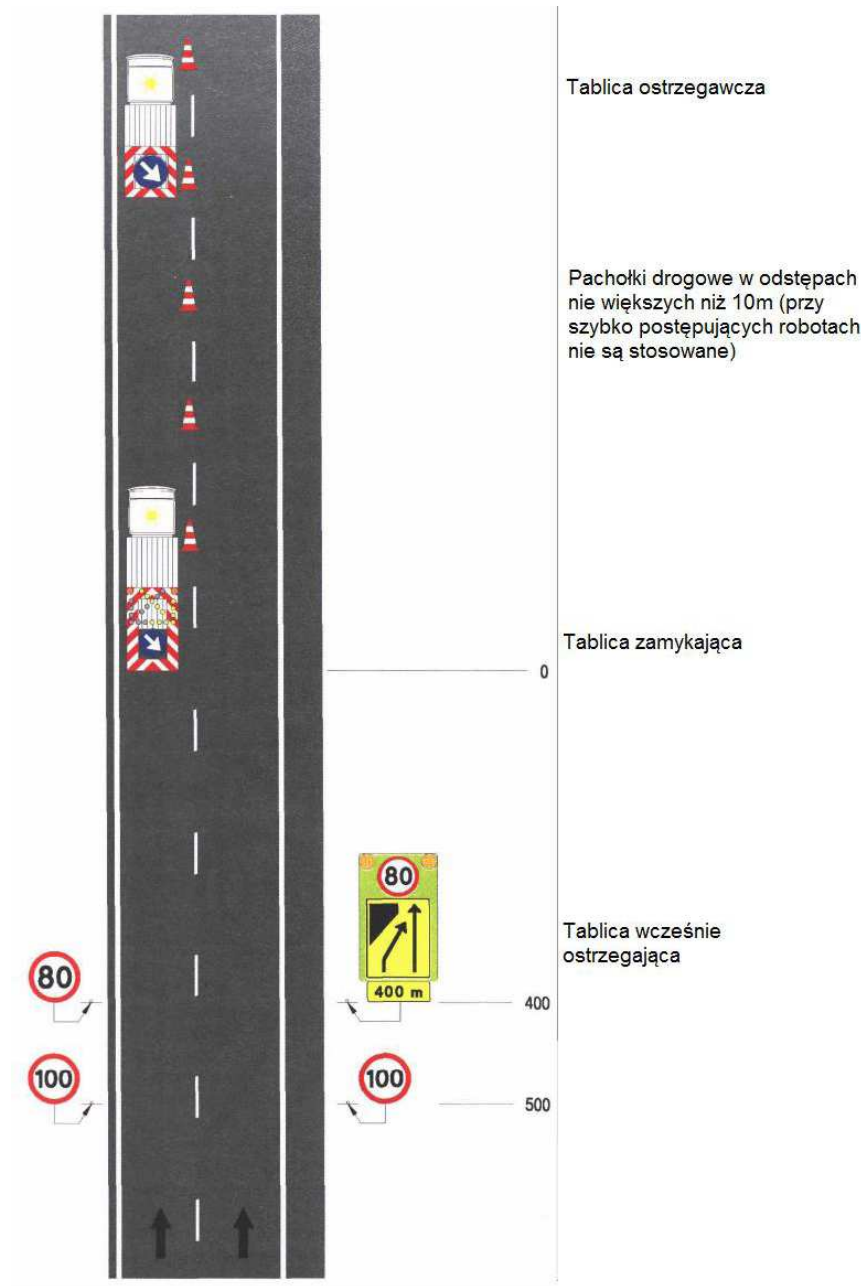 Tablica ostrzegawcza
Pachołki drogowe w odstępach
nie większych niż 10m (przy
szybko postępujących robotach
nie są stosowane)
Tablica zamykająca
0
80
400 m
Tablica wcześnie
ostrzegająca
80
400
100
100
500